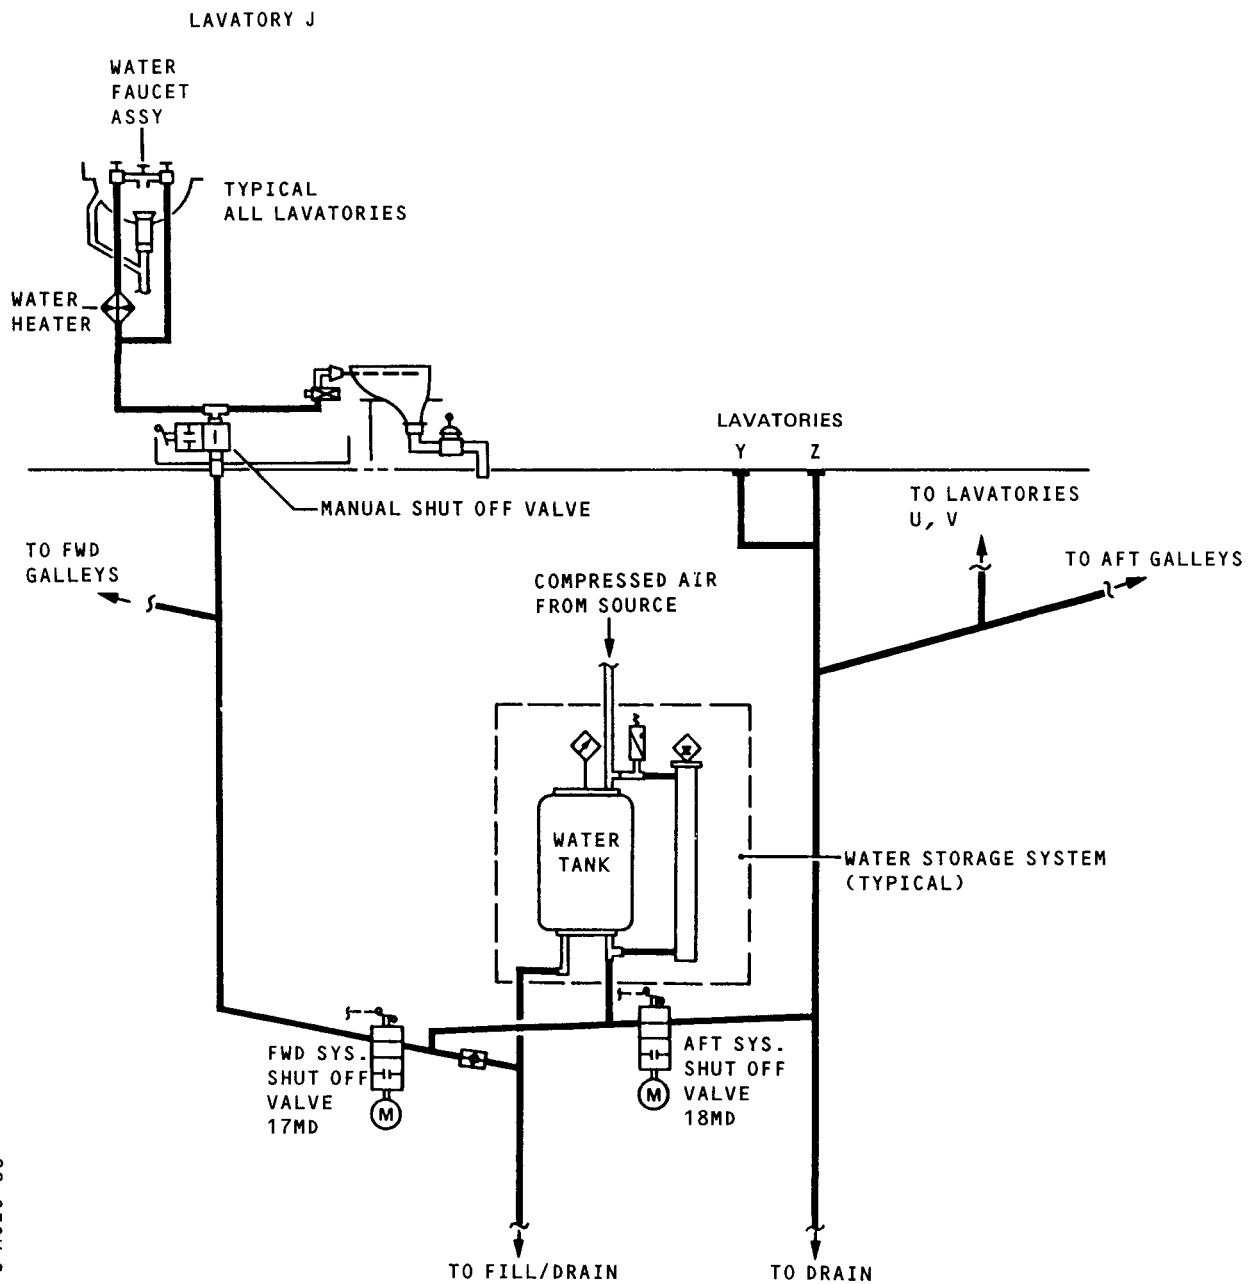 LAVATORY J
WATER
FAUCET
ASSY
TYPICAL
ALL LAVATORIES
WATER
HEATER
LAVATORIES
Y Z
MANUAL SHUT OFF VALVE
TO LAVATORIES
U, V
TO FWD
GALLEYS
TO AFT GALLEYS
COMPRESSED AIR
FROM SOURCE
WATER
TANK
WATER STORAGE SYSTEM
(TYPICAL)
FWD SYS.
SHUT OFF
VALVE
17MD
M
AFT SYS.
SHUT OFF
VALVE
18MD
M
TO FILL/DRAIN
TO DRAIN